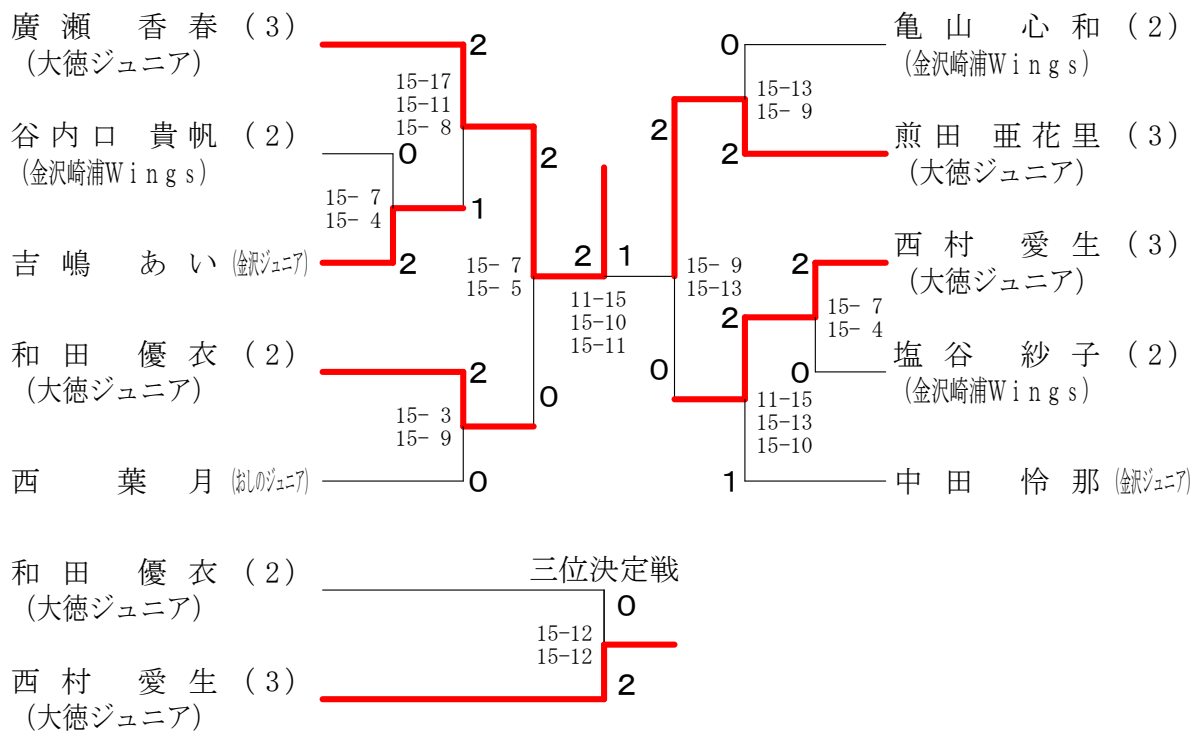 廣瀬 香春(3)
(大徳ジュニア)
谷内口 貴帆(2)
(金沢崎浦Wings)
吉嶋 あい(金沢ジュニア)
和田 優衣(2)
(大徳ジュニア)
西 葉月(おしのジュニア)
2
15-17
15-11
15- 8
0
15- 7
15- 4
2
1
2
15- 7
15- 5
2
15- 3
15- 9
0
0
2
1
11-15
15-10
15-11
2
15- 9
15-13
0
0
15-13
15- 9
2
2
15- 7
15- 4
0
2
11-15
15-13
15-10
1
亀山 心和(2)
(金沢崎浦Wings)
煎田 亜花里(3)
(大徳ジュニア)
西村 愛生(3)
(大徳ジュニア)
塩谷 紗子(2)
(金沢崎浦Wings)
中田 怜那(金沢ジュニア)
三位決定戦
和田 優衣(2)
(大徳ジュニア)
西村 愛生(3)
(大徳ジュニア)
0
15-12
15-12
2